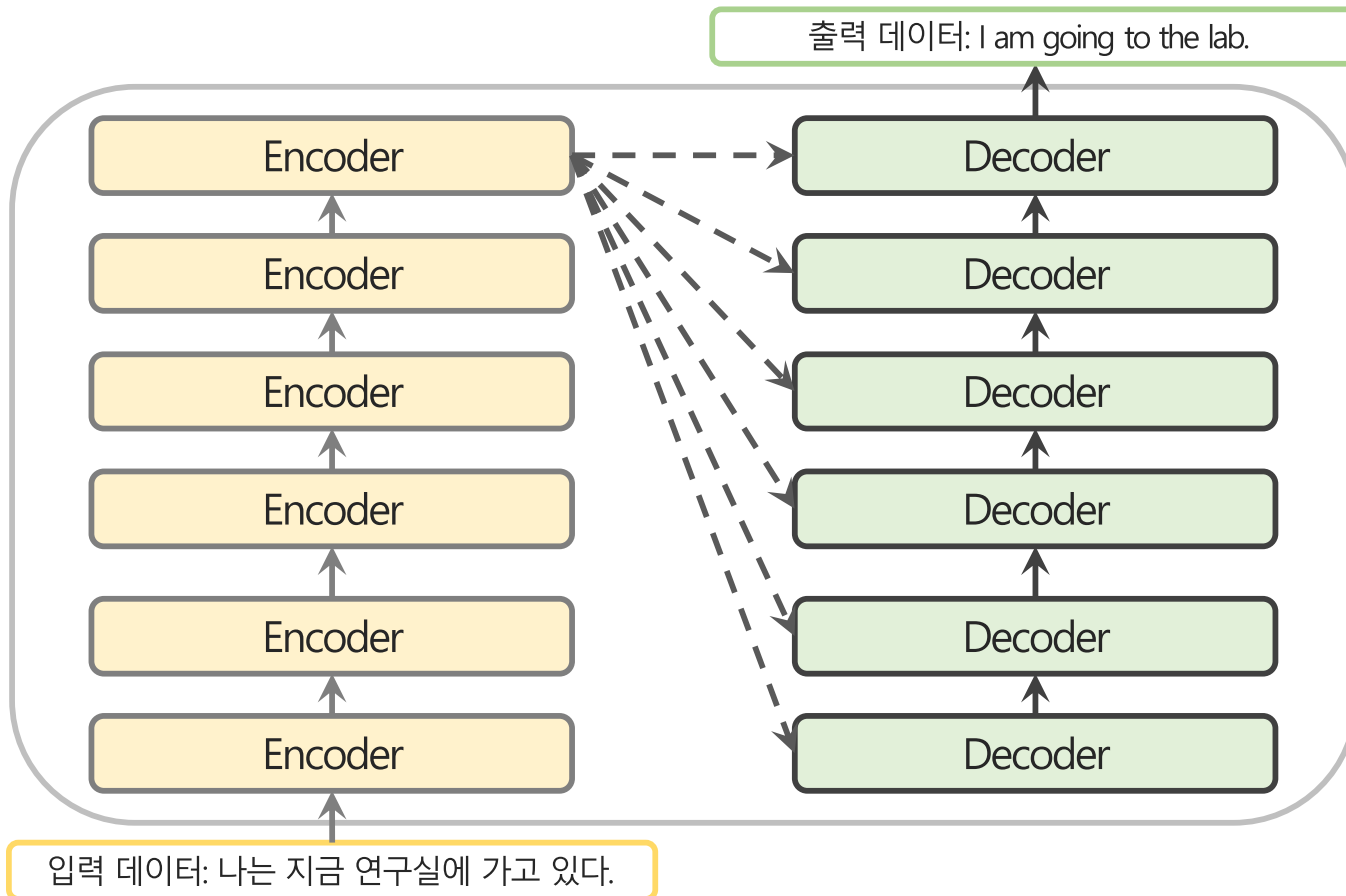 출력 데이터: I am going to the lab.
Encoder
Decoder
Encoder
Decoder
Encoder
Decoder
Encoder
Decoder
Encoder
Decoder
Encoder
Decoder
입력 데이터: 나는 지금 연구실에 가고 있다.